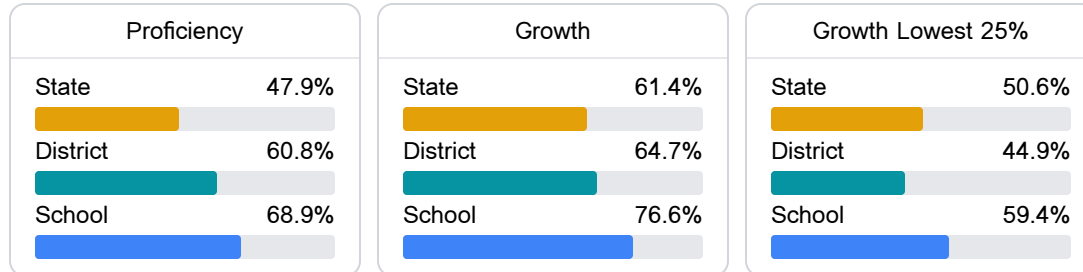 Proficiency
State 47.9%
District 60.8%
School 68.9%
Growth
State 61.4%
District 64.7%
School 76.6%
Growth Lowest 25%
State 50.6%
District 44.9%
School 59.4%